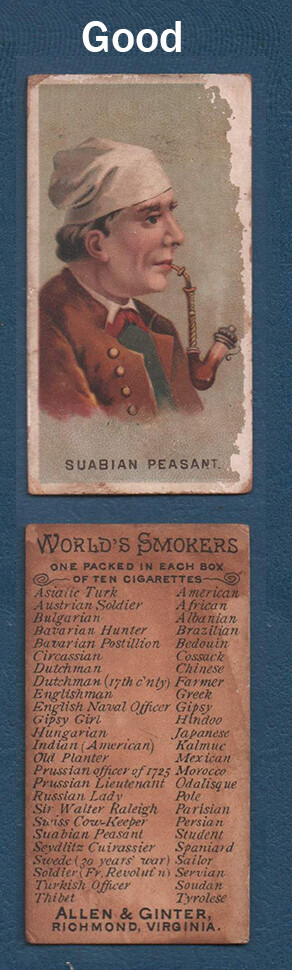 Good
SUABIAN PEASANT.
WORLD'S SMOKERS
ONE PACKED IN EACH BOX
OF TEN CIGARETTES
Asiatic Turk American
Austrian Soldier African
Bulgarian Albanian
Bavarian Hunter Brazilian
Bavarian Postillion Bedouin
Circassian Cossack
Dutchman Chinese
Dutchman (17th c'nly) Farmer
Englishman Greek
English Naval Officer Gipsy
Gipsy Girl Hindoo
Hungarian Japanese
Indian (American) Kalmuc
Old Planter Mexican
Prussian officer of 1725 Morocco
Prussian Lieutenant Odalisque
Russian Lady Pole
Sir Walter Raleigh Parisian
Swiss Cow-Keeper Persian
Suabian Peasant Student
Seydlitz Cuirassier Spaniard
Swede (30 years' war) Sailor
Soldier (Fr. Revolut'n) Servian
Turkish Officer Soudan
Thibet Tyrolese
ALLEN & GINTER,
RICHMOND, VIRGINIA.